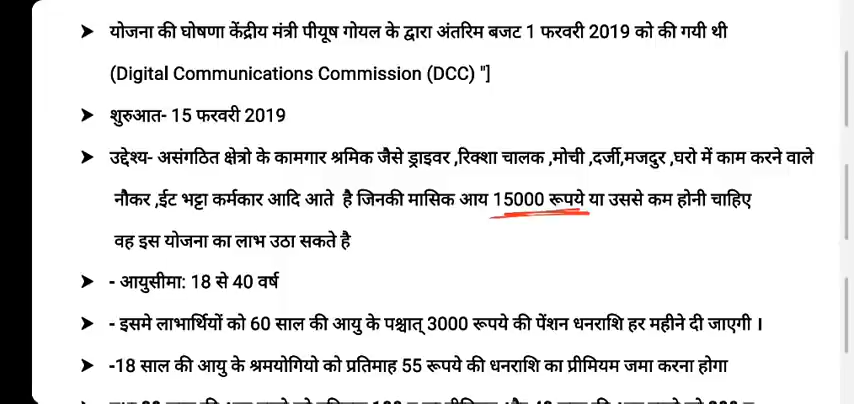 ➤ योजना की घोषणा केंद्रीय मंत्री पीयूष गोयल के द्वारा अंतरिम बजट 1 फरवरी 2019 को की गयी थी
(Digital Communications Commission (DCC) "]
➤ शुरुआत- 15 फरवरी 2019
➤ उद्देश्य- असंगठित क्षेत्रो के कामगार श्रमिक जैसे ड्राइवर ,रिक्शा चालक ,मोची ,दर्जी,मजदुर ,घरो में काम करने वाले
नौकर ,ईट भट्टा कर्मकार आदि आते है जिनकी मासिक आय 15000 रूपये या उससे कम होनी चाहिए
वह इस योजना का लाभ उठा सकते है
➤ - आयुसीमा: 18 से 40 वर्ष
➤ - इसमे लाभार्थियों को 60 साल की आयु के पश्चात् 3000 रूपये की पेंशन धनराशि हर महीने दी जाएगी ।
➤ -18 साल की आयु के श्रमयोगियो को प्रतिमाह 55 रूपये की धनराशि का प्रीमियम जमा करना होगा